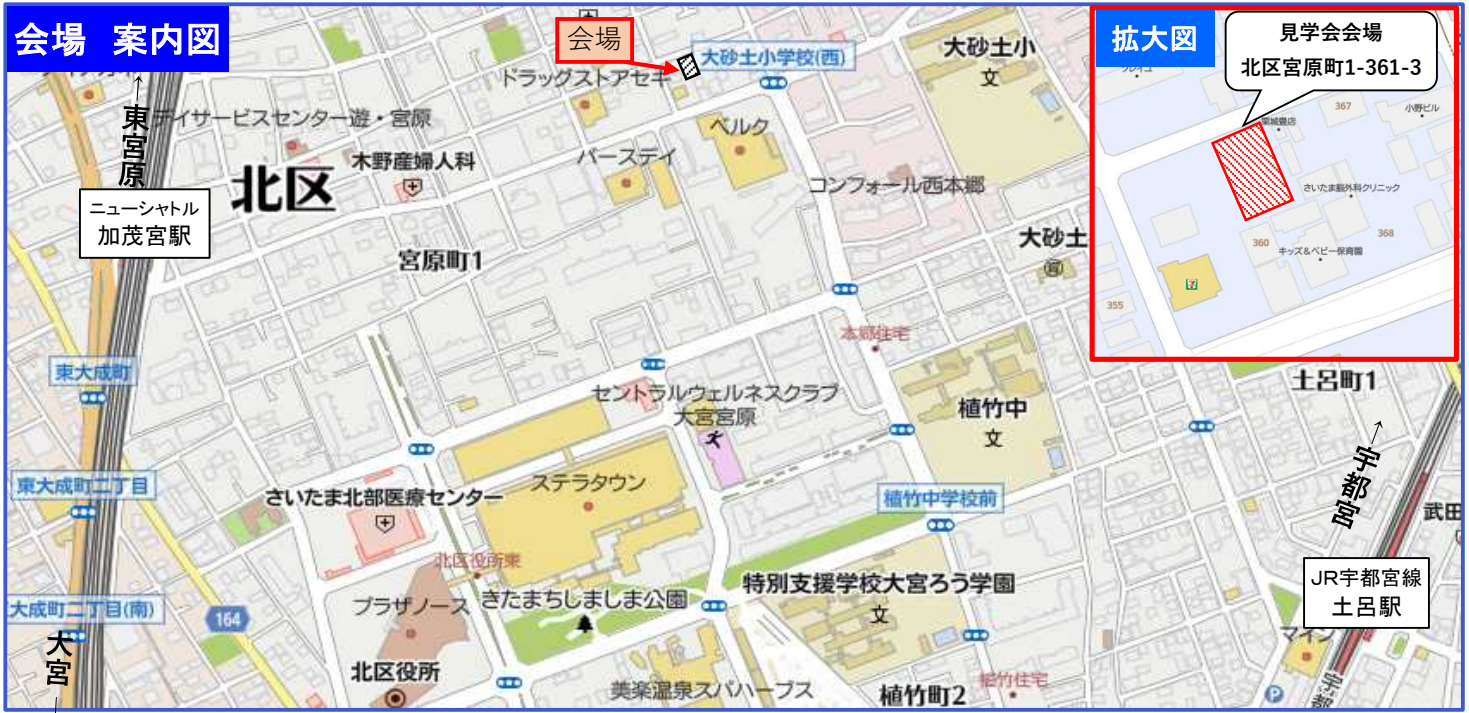 会場 案内図
会場
大砂土小学校(西)
大砂土小
文
ドラッグストアセキ
→東宮原
デイサービスセンター遊・宮原
ベルク
木野産婦人科
バースデイ
北区
コンフォール西本郷
ニューシャトル
加茂宮駅
宮原町1
大砂土
拡大図
見学会会場
北区宮原町1-361-3
367
小野ビル
栗城畳店
さいたま脳外科クリニック
360
368
キッズ&ベビー保育園
7
355
本郷住宅
東大成町
土呂町1
セントラルウェルネスクラブ
大宮宮原
植竹中
文
→宇都宮
東大成町二丁目
さいたま北部医療センター
ステラタウン
植竹中学校前
武田
北区役所東
特別支援学校大宮ろう学園
文
JR宇都宮線
土呂駅
大成町二丁目(南)
164
プラザノース
きたまちしましま公園
マイン
大宮
北区役所
美楽温泉スパハーブス
植竹町2
植竹住宅
P
宇都